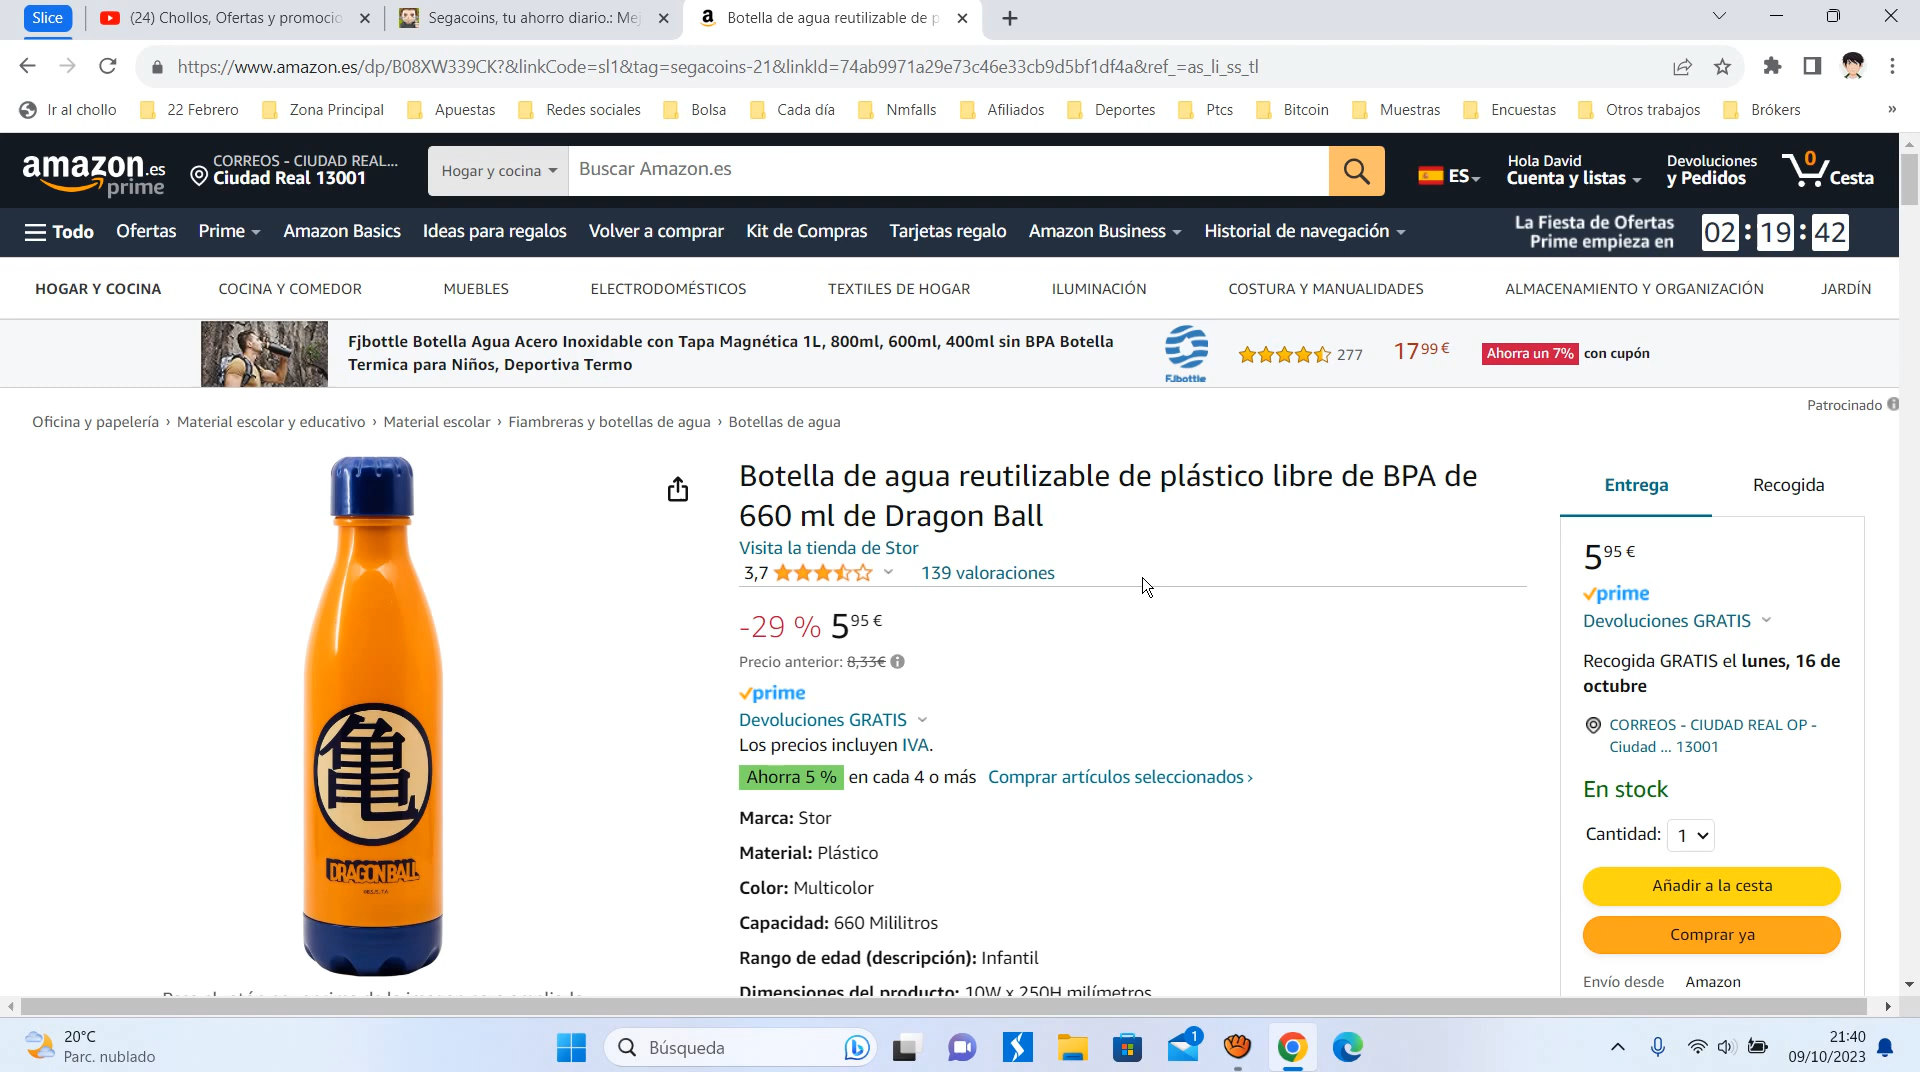 Slice
(24) Chollos, Ofertas y promocio
Segacoins, tu ahorro diario.: Me
Botella de agua reutilizable de p
https://www.amazon.es/dp/B08XW339CK?&linkCode=sl1&tag=segacoins-21&linkId=74ab9971a29e73c46e33cb9d5bf1df4a&ref_=as_li_ss_tl
Ir al chollo
22 Febrero
Zona Principal
Apuestas
Redes sociales
Bolsa
Cada día
Nmfalls
Afiliados
Deportes
Ptcs
Bitcoin
Muestras
Encuestas
Otros trabajos
Brókers
»
amazon.es
prime
CORREOS - CIUDAD REAL...
Ciudad Real 13001
Hogar y cocina
Buscar Amazon.es
ES
Hola David
Cuenta y listas
Devoluciones
y Pedidos
0
Cesta
Todo
Ofertas
Prime
Amazon Basics
Ideas para regalos
Volver a comprar
Kit de Compras
Tarjetas regalo
Amazon Business
Historial de navegación
La Fiesta de Ofertas
Prime empieza en
02 : 19 : 42
HOGAR Y COCINA
COCINA Y COMEDOR
MUEBLES
ELECTRODOMÉSTICOS
TEXTILES DE HOGAR
ILUMINACIÓN
COSTURA Y MANUALIDADES
ALMACENAMIENTO Y ORGANIZACIÓN
JARDÍN
Fjbottle Botella Agua Acero Inoxidable con Tapa Magnética 1L, 800ml, 600ml, 400ml sin BPA Botella
Termica para Niños, Deportiva Termo
FJbottle
277
1799 €
Ahorra un 7% con cupón
Patrocinado
Oficina y papelería › Material escolar y educativo › Material escolar › Fiambreras y botellas de agua › Botellas de agua
亀
DRAGON BALL
Botella de agua reutilizable de plástico libre de BPA de
660 ml de Dragon Ball
Visita la tienda de Stor
3,7
139 valoraciones
-29 % 595 €
Precio anterior: 8,33€
prime
Devoluciones GRATIS
Los precios incluyen IVA.
Ahorra 5 % en cada 4 o más Comprar artículos seleccionados ›
Marca: Stor
Material: Plástico
Color: Multicolor
Capacidad: 660 Mililitros
Rango de edad (descripción): Infantil
Dimensiones del producto: 10W x 250H milímetros
Entrega
Recogida
595 €
prime
Devoluciones GRATIS
Recogida GRATIS el lunes, 16 de
octubre
CORREOS - CIUDAD REAL OP -
Ciudad ... 13001
En stock
Cantidad: 1
Añadir a la cesta
Comprar ya
Envío desde Amazon
20°C
Parc. nublado
Búsqueda
1
21:40
09/10/2023